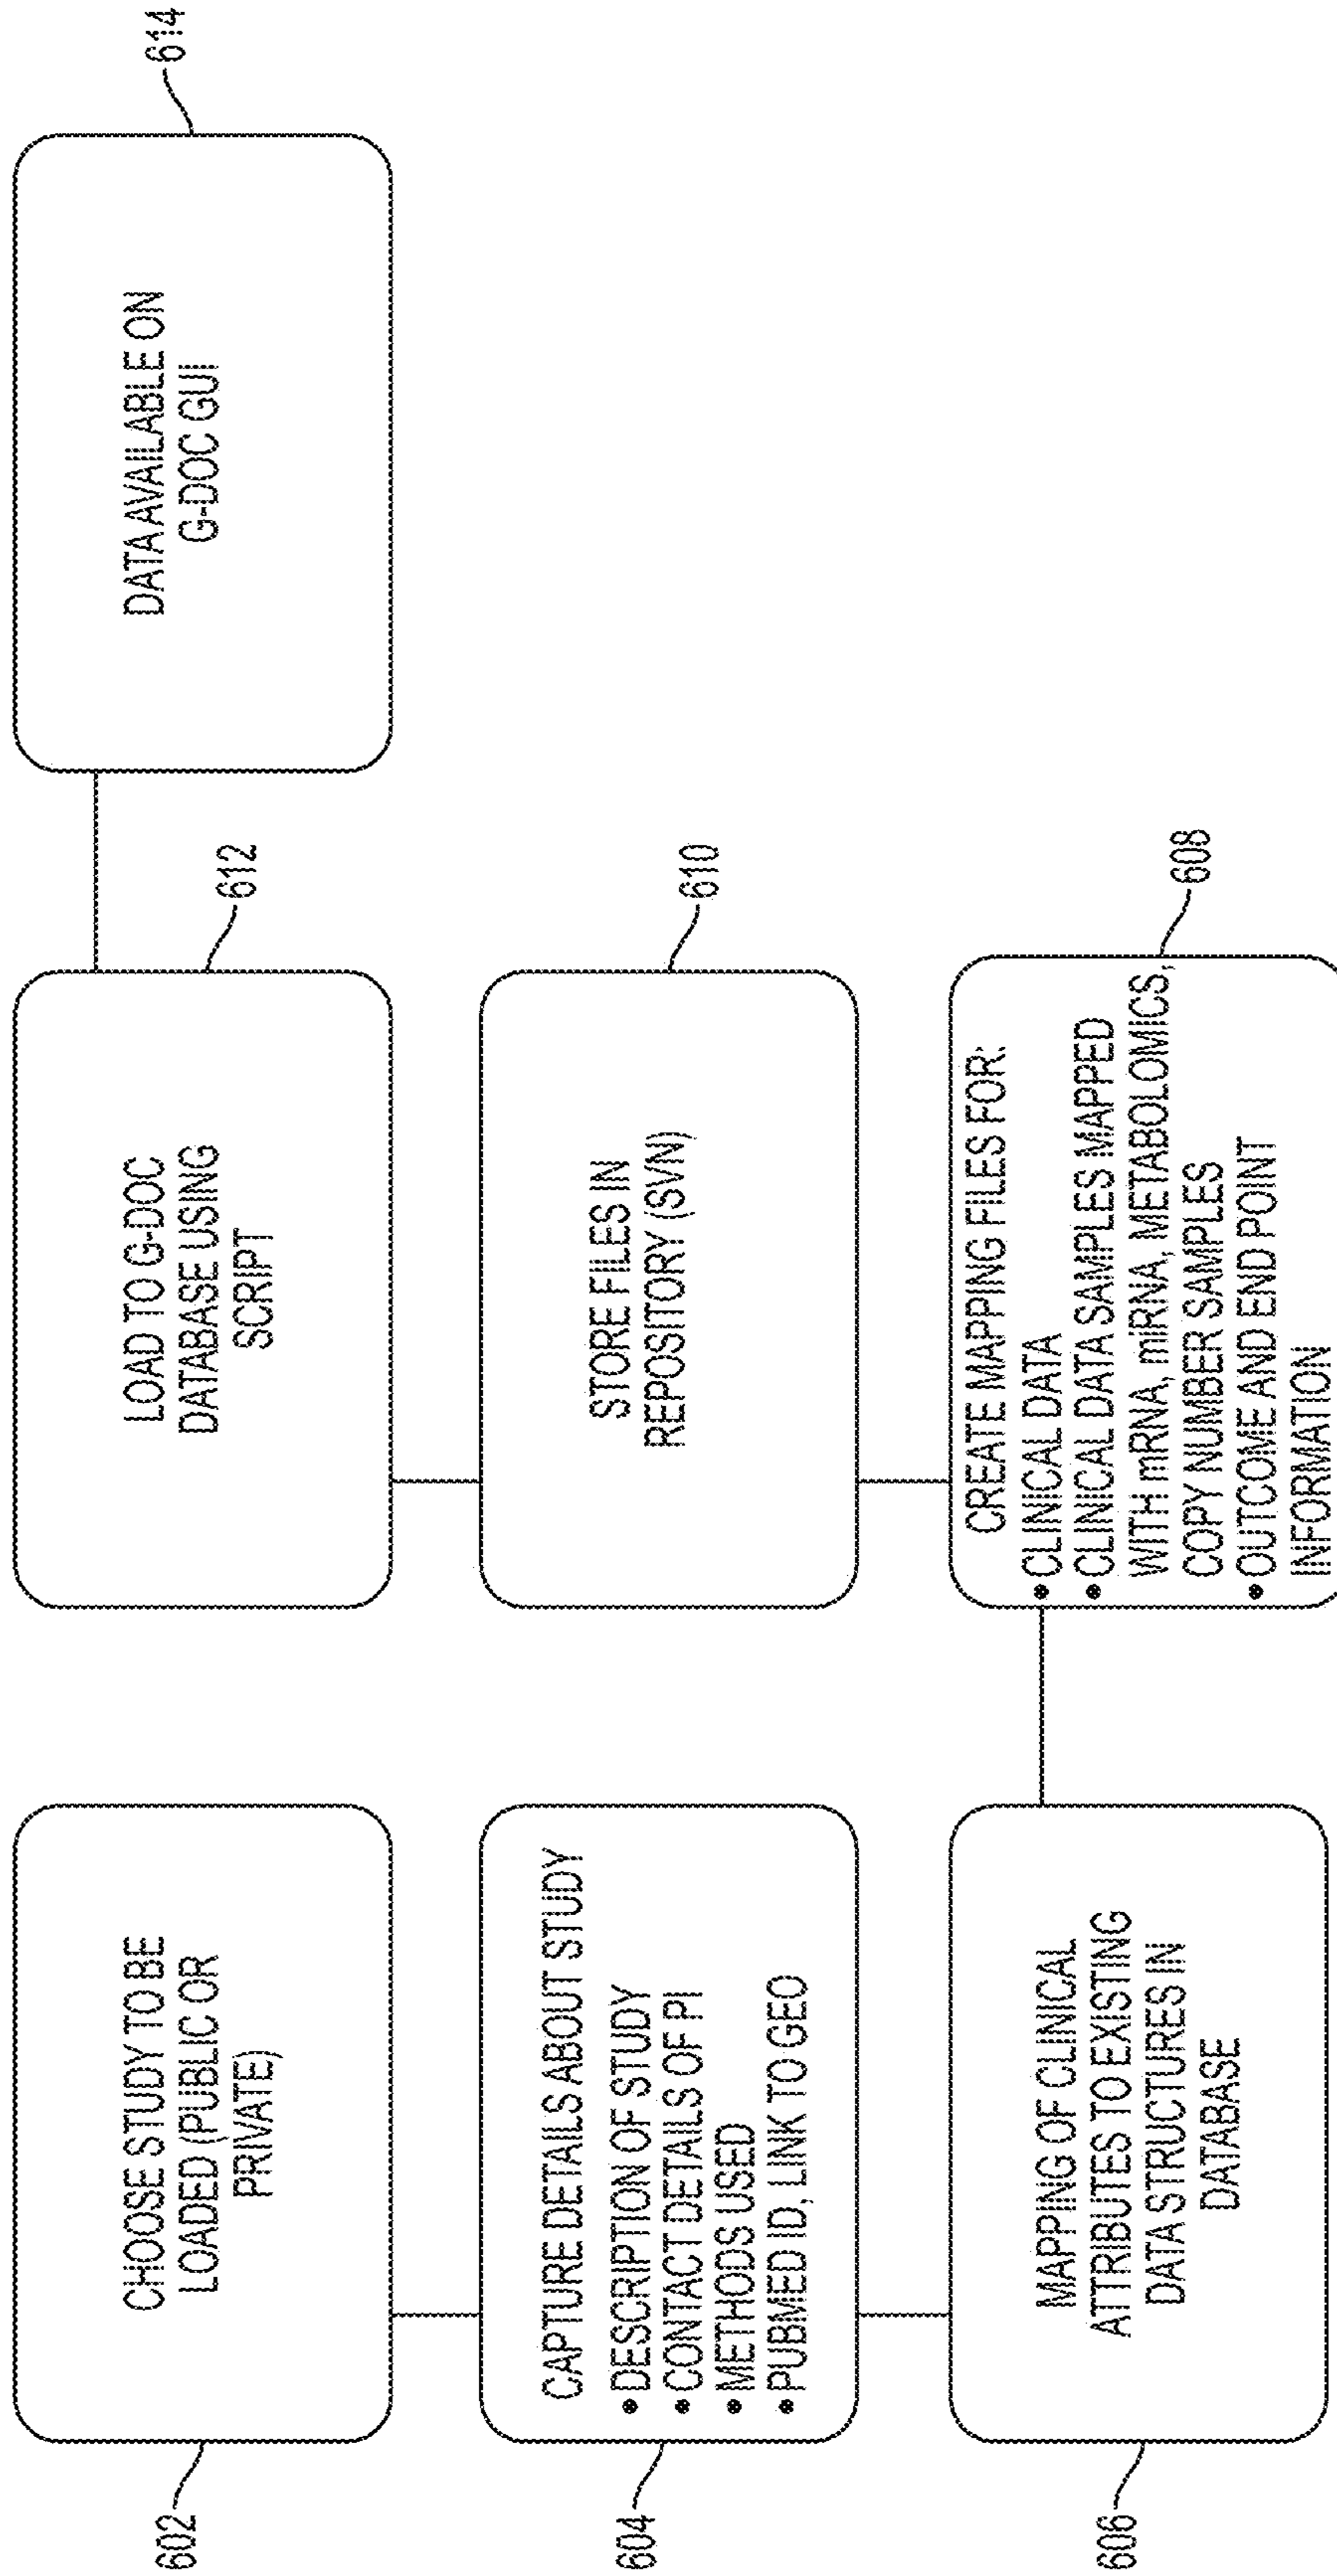 602
CHOOSE STUDY TO BE
LOADED (PUBLIC OR
PRIVATE)
604
CAPTURE DETAILS ABOUT STUDY
• DESCRIPTION OF STUDY
• CONTACT DETAILS OF PI
• METHODS USED
• PUBMED ID, LINK TO GEO
606
MAPPING OF CLINICAL
ATTRIBUTES TO EXISTING
DATA STRUCTURES IN
DATABASE
608
CREATE MAPPING FILES FOR:
• CLINICAL DATA
• CLINICAL DATA SAMPLES MAPPED
WITH mRNA, miRNA, METABOLOMICS,
COPY NUMBER SAMPLES
• OUTCOME AND END POINT
INFORMATION
610
STORE FILES IN
REPOSITORY (SVN)
612
LOAD TO G-DOC
DATABASE USING
SCRIPT
614
DATA AVAILABLE ON
G-DOC GUI